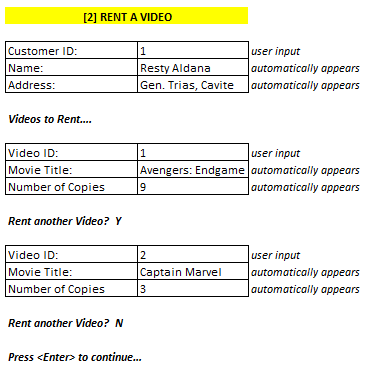 [2] RENT A VIDEO
Customer ID: 1 user input
Name: Resty Aldana automatically appears
Address: Gen. Trias, Cavite automatically appears
Videos to Rent....
Video ID: 1 user input
Movie Title: Avengers: Endgame automatically appears
Number of Copies 9 automatically appears
Rent another Video? Y
Video ID: 2 user input
Movie Title: Captain Marvel automatically appears
Number of Copies 3 automatically appears
Rent another Video? N
Press <Enter> to continue...